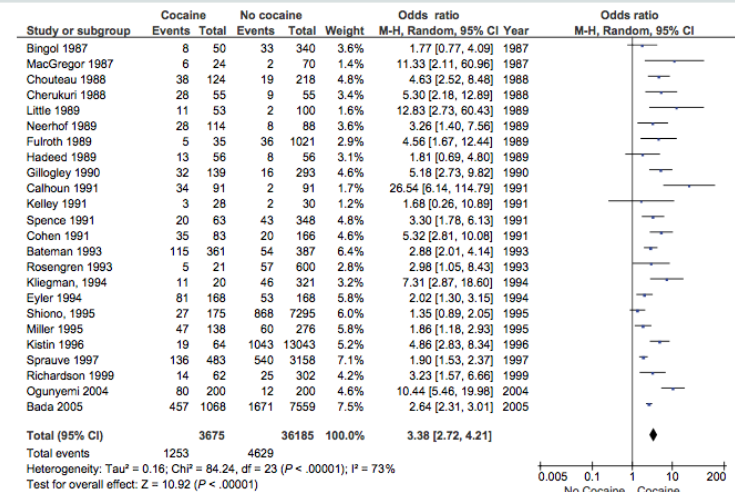 Cocaine No cocaine Odds ratio Odds ratio
Study or subgroup Events Total Events Total Weight M-H, Random, 95% CI Year M-H, Random, 95% CI
Bingol 1987 8 50 33 340 3.6% 1.77 [0.77, 4.09] 1987
MacGregor 1987 6 24 2 70 1.4% 11.33 [2.11, 60.96] 1987
Chouteau 1988 38 124 19 218 5.0% 4.63 [2.52, 8.48] 1988
Cherukuri 1988 28 55 9 55 3.4% 5.30 [2.18, 12.89] 1988
Little 1989 11 53 2 100 1.6% 12.83 [2.73, 60.43] 1989
Neerhof 1989 28 114 8 88 3.6% 3.26 [1.40, 7.56] 1989
Fulroth 1989 5 35 36 1021 2.9% 4.56 [1.67, 12.44] 1989
Hadeed 1989 13 56 8 56 3.1% 1.81 [0.69, 4.80] 1989
Gillogley 1990 32 139 16 293 4.8% 5.18 [2.73, 9.82] 1990
Calhoun 1991 34 91 2 91 1.7% 26.54 [6.14, 114.79] 1991
Kelley 1991 3 28 2 30 1.2% 1.68 [0.26, 10.89] 1991
Spence 1991 20 63 43 348 4.9% 3.30 [1.78, 6.13] 1991
Cohen 1991 35 83 20 166 4.8% 5.32 [2.81, 10.08] 1991
Bateman 1993 115 361 54 387 6.6% 2.88 [2.01, 4.14] 1993
Rosengren 1993 5 21 57 600 2.7% 2.98 [1.05, 8.43] 1993
Kliegman, 1994 11 20 46 321 3.2% 7.31 [2.87, 18.60] 1994
Eyler 1994 81 168 53 168 6.0% 2.02 [1.30, 3.15] 1994
Shiono, 1995 27 175 868 7295 6.2% 1.35 [0.89, 2.05] 1995
Miller 1995 47 138 60 276 6.0% 1.86 [1.18, 2.93] 1995
Kistin 1996 19 64 1043 13043 5.4% 4.86 [2.83, 8.34] 1996
Sprauve 1997 136 483 540 3158 7.1% 1.90 [1.53, 2.37] 1997
Richardson 1999 14 62 25 302 4.2% 3.23 [1.57, 6.66] 1999
Ogunyemi 2004 80 200 12 200 4.7% 10.44 [5.46, 19.98] 2004
Bada 2005 457 1068 1671 7559 7.5% 2.64 [2.31, 3.01] 2005
Total (95% CI) 3675 36185 100.0% 3.38 [2.72, 4.21]
Total events 1253 4629
Heterogeneity: Tau² = 0.16; Chi² = 84.24, df = 23 (P < .00001); I² = 73%
Test for overall effect: Z = 10.92 (P < .00001)
0.005 0.1 1 10 200
No Cocaine Cocaine